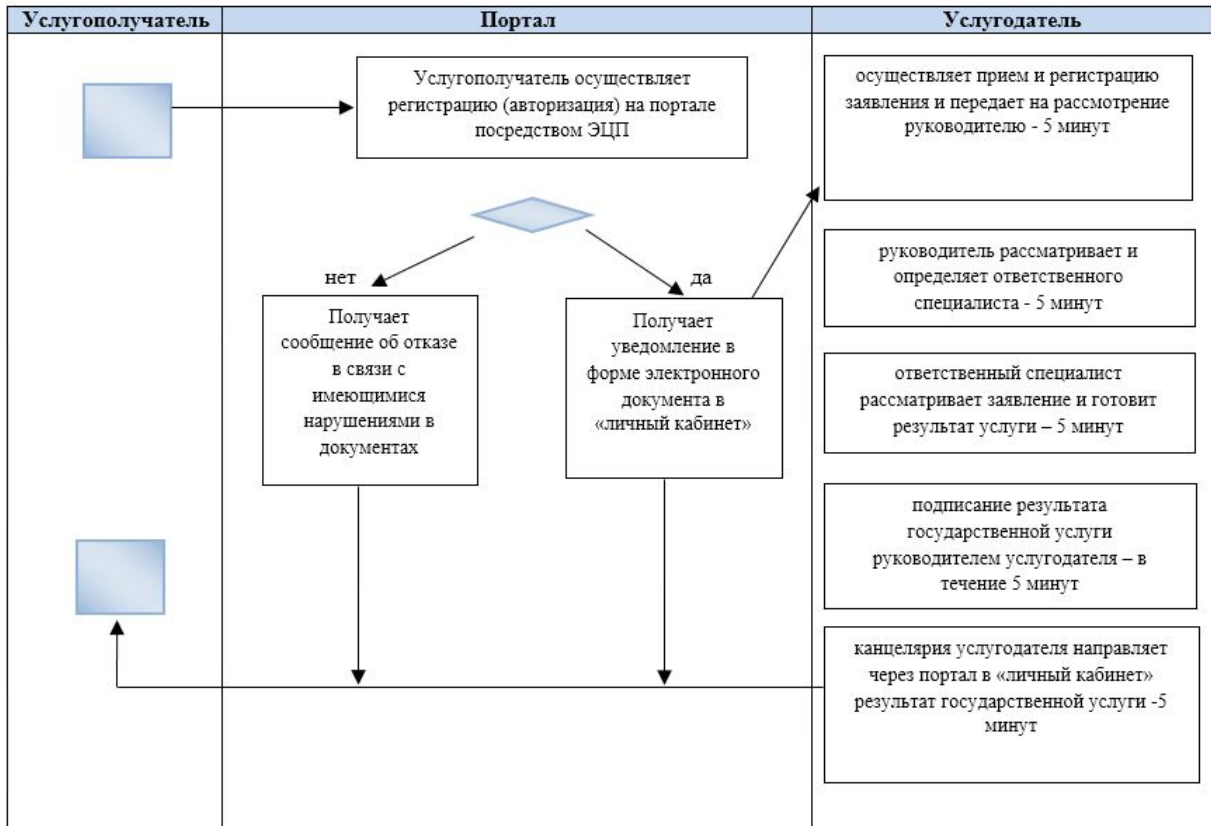 Услугополучатель
Портал
Услугодатель
Услугополучатель осуществляет
регистрацию (авторизация) на портале
посредством ЭЦП
нет
да
Получает
сообщение об отказе
в связи с
имеющимися
нарушениями в
документах
Получает
уведомление в
форме электронного
документа в
«личный кабинет»
осуществляет прием и регистрацию
заявления и передает на рассмотрение
руководителю - 5 минут
руководитель рассматривает и
определяет ответственного
специалиста - 5 минут
ответственный специалист
рассматривает заявление и готовит
результат услуги – 5 минут
подписание результата
государственной услуги
руководителем услугодателя – в
течение 5 минут
канцелярия услугодателя направляет
через портал в «личный кабинет»
результат государственной услуги -5
минут